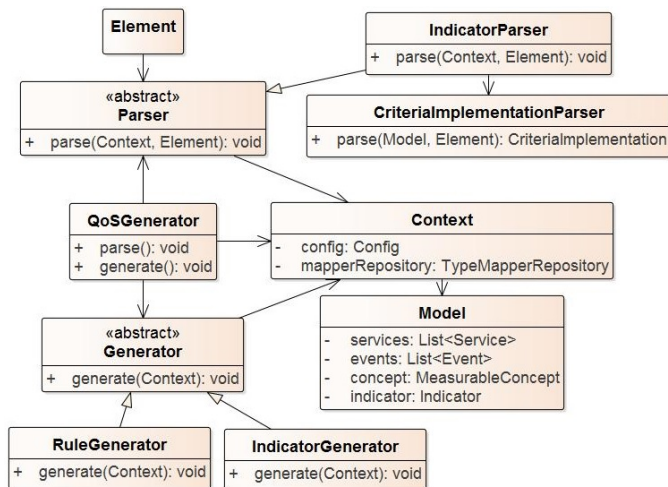 Element
IndicatorParser
+ parse(Context, Element): void
«abstract»
Parser
+ parse(Context, Element): void
CriteriaImplementationParser
+ parse(Model, Element): CriteriaImplementation
QoSGenerator
+ parse(): void
+ generate(): void
Context
- config: Config
- mapperRepository: TypeMapperRepository
«abstract»
Generator
+ generate(Context): void
Model
- services: List<Service>
- events: List<Event>
- concept: MeasurableConcept
- indicator: Indicator
RuleGenerator
+ generate(Context): void
IndicatorGenerator
+ generate(Context): void